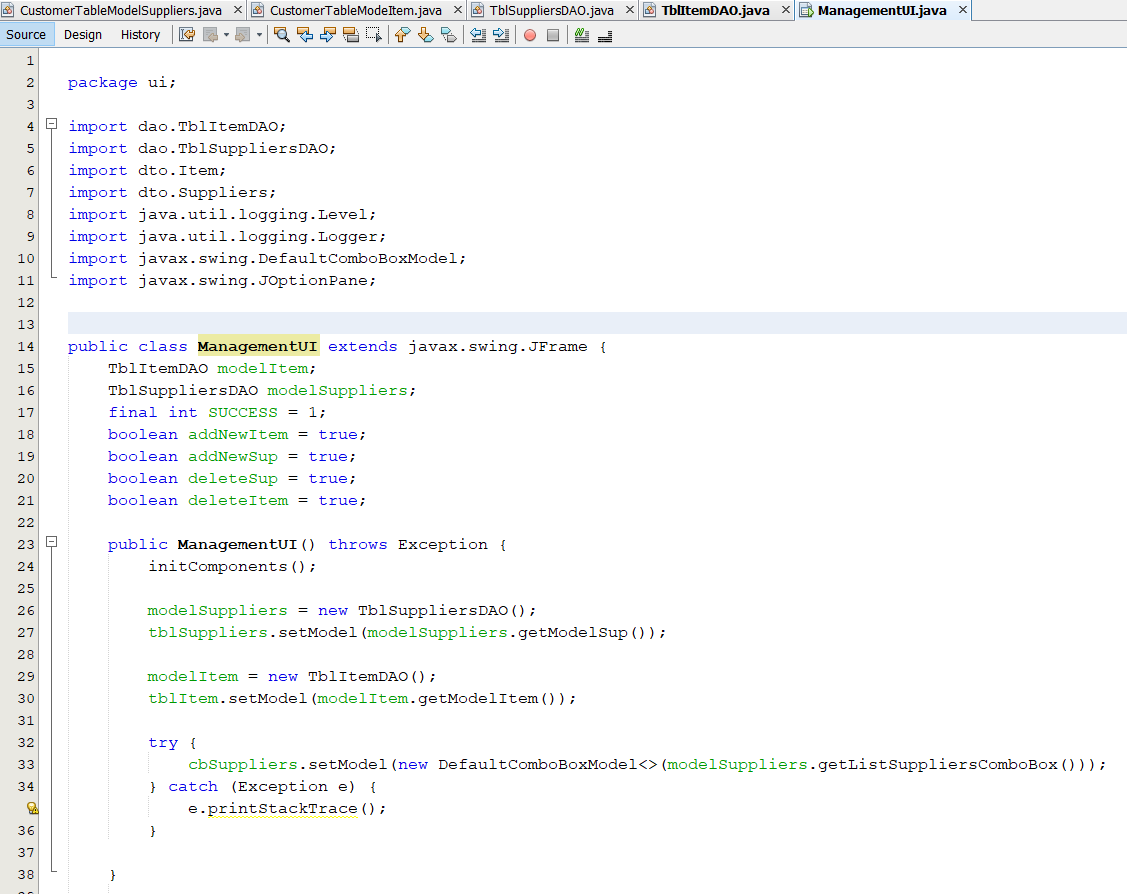 CustomerTableModelSuppliers.java × CustomerTableModeItem.java × TblSuppliersDAO.java × TblItemDAO.java × ManagementUI.java ×
Source Design History
1
2 package ui;
3
4 import dao.TblItemDAO;
5 import dao.TblSuppliersDAO;
6 import dto.Item;
7 import dto.Suppliers;
8 import java.util.logging.Level;
9 import java.util.logging.Logger;
10 import javax.swing.DefaultComboBoxModel;
11 import javax.swing.JOptionPane;
12
13
14 public class ManagementUI extends javax.swing.JFrame {
15 TblItemDAO modelItem;
16 TblSuppliersDAO modelSuppliers;
17 final int SUCCESS = 1;
18 boolean addNewItem = true;
19 boolean addNewSup = true;
20 boolean deleteSup = true;
21 boolean deleteItem = true;
22
23 public ManagementUI() throws Exception {
24 initComponents();
25
26 modelSuppliers = new TblSuppliersDAO();
27 tblSuppliers.setModel(modelSuppliers.getModelSup());
28
29 modelItem = new TblItemDAO();
30 tblItem.setModel(modelItem.getModelItem());
31
32 try {
33 cbSuppliers.setModel(new DefaultComboBoxModel<>(modelSuppliers.getListSuppliersComboBox()));
34 } catch (Exception e) {
e.printStackTrace();
36 }
37
38 }